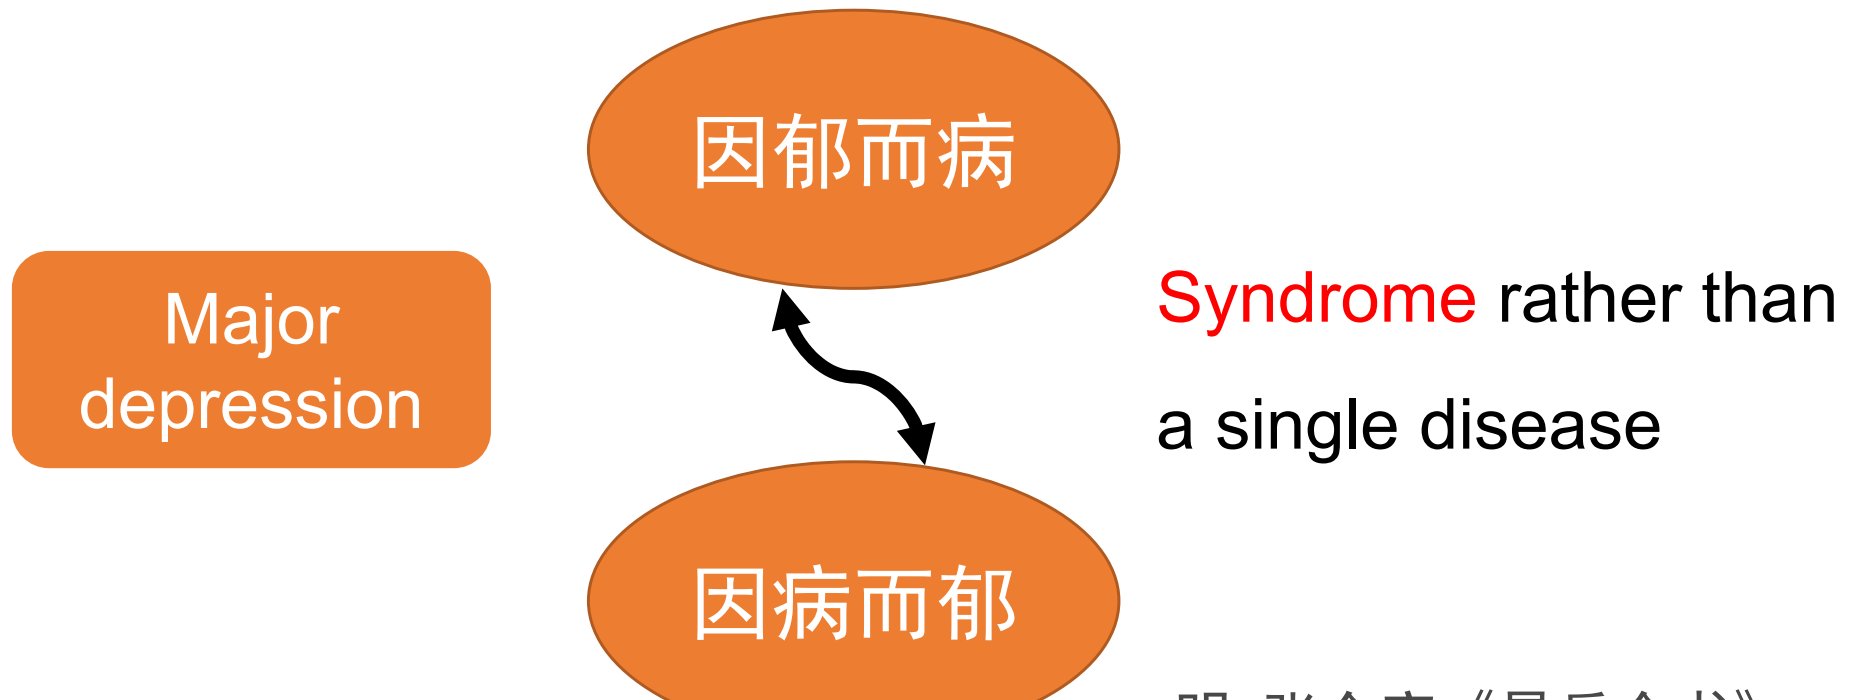 因郁而病
Major
depression
Syndrome rather than
a single disease
因病而郁